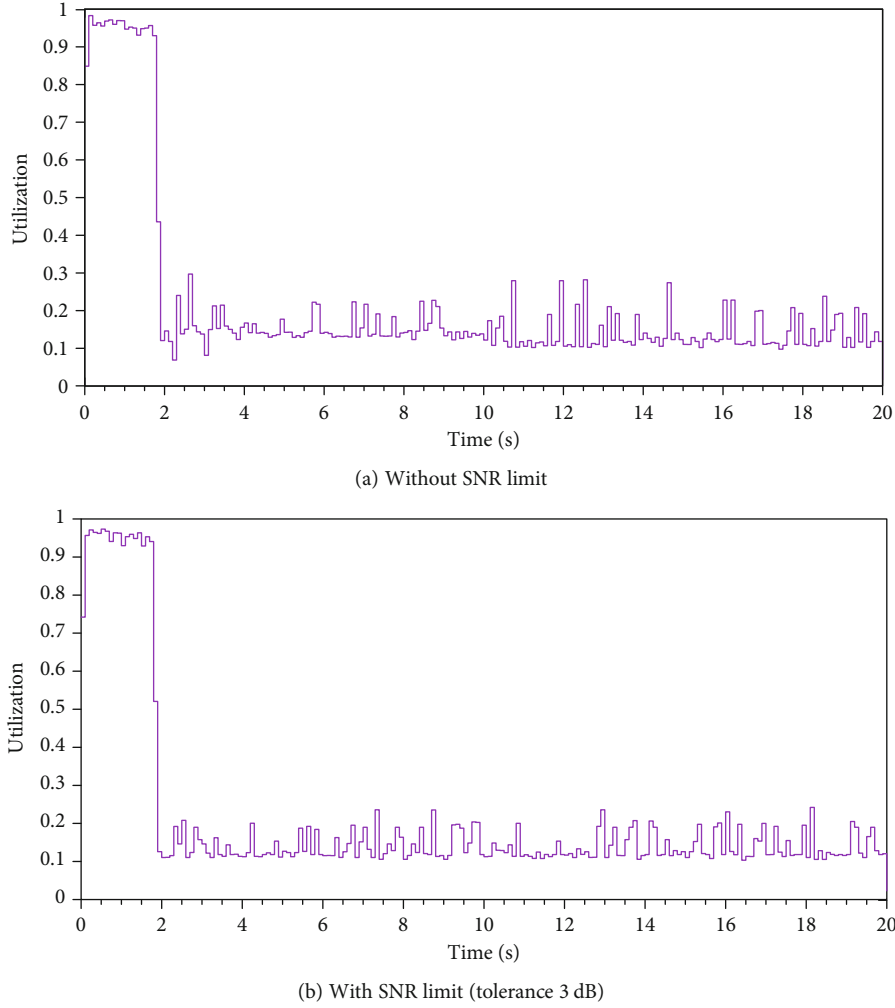 1
0.9
0.8
0.7
0.6
0.5
0.4
0.3
0.2
0.1
0
Utilization
0 2 4 6 8 10 12 14 16 18 20
Time (s)
(a) Without SNR limit
1
0.9
0.8
0.7
0.6
0.5
0.4
0.3
0.2
0.1
0
Utilization
0 2 4 6 8 10 12 14 16 18 20
Time (s)
(b) With SNR limit (tolerance 3 dB)